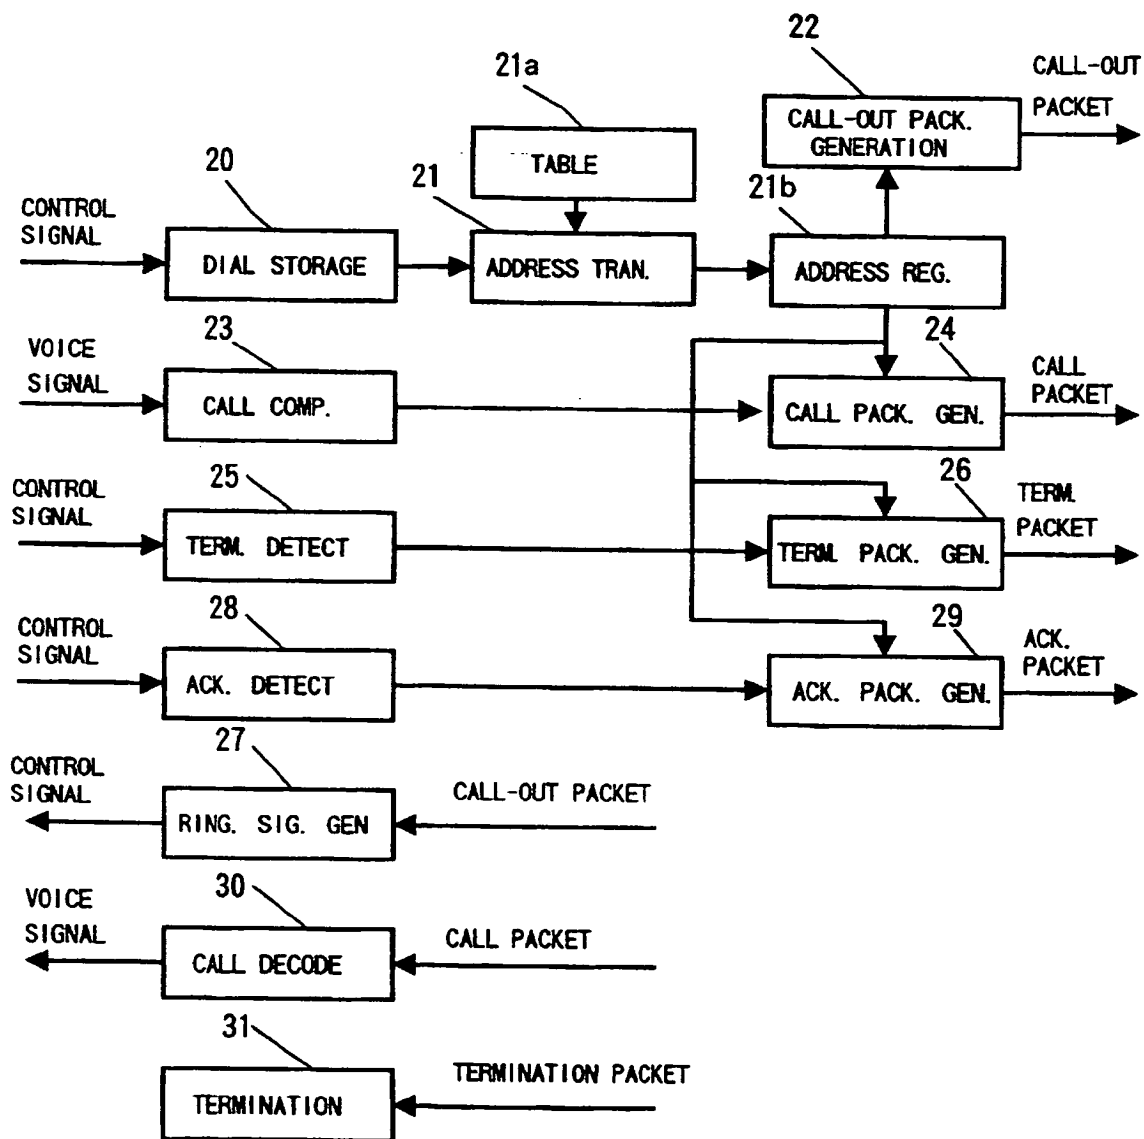 22
CALL-OUT
PACKET
21a
CALL-OUT PACK.
GENERATION
TABLE
20
21
21b
CONTROL
SIGNAL
DIAL STORAGE
ADDRESS TRAN.
ADDRESS REG.
23
24
VOICE
SIGNAL
CALL
PACKET
CALL COMP.
CALL PACK. GEN.
25
26
CONTROL
SIGNAL
TERM.
PACKET
TERM. DETECT
TERM. PACK. GEN.
28
29
CONTROL
SIGNAL
ACK.
PACKET
ACK. DETECT
ACK. PACK. GEN.
27
CONTROL
SIGNAL
CALL-OUT PACKET
RING. SIG. GEN
30
VOICE
SIGNAL
CALL PACKET
CALL DECODE
31
TERMINATION PACKET
TERMINATION